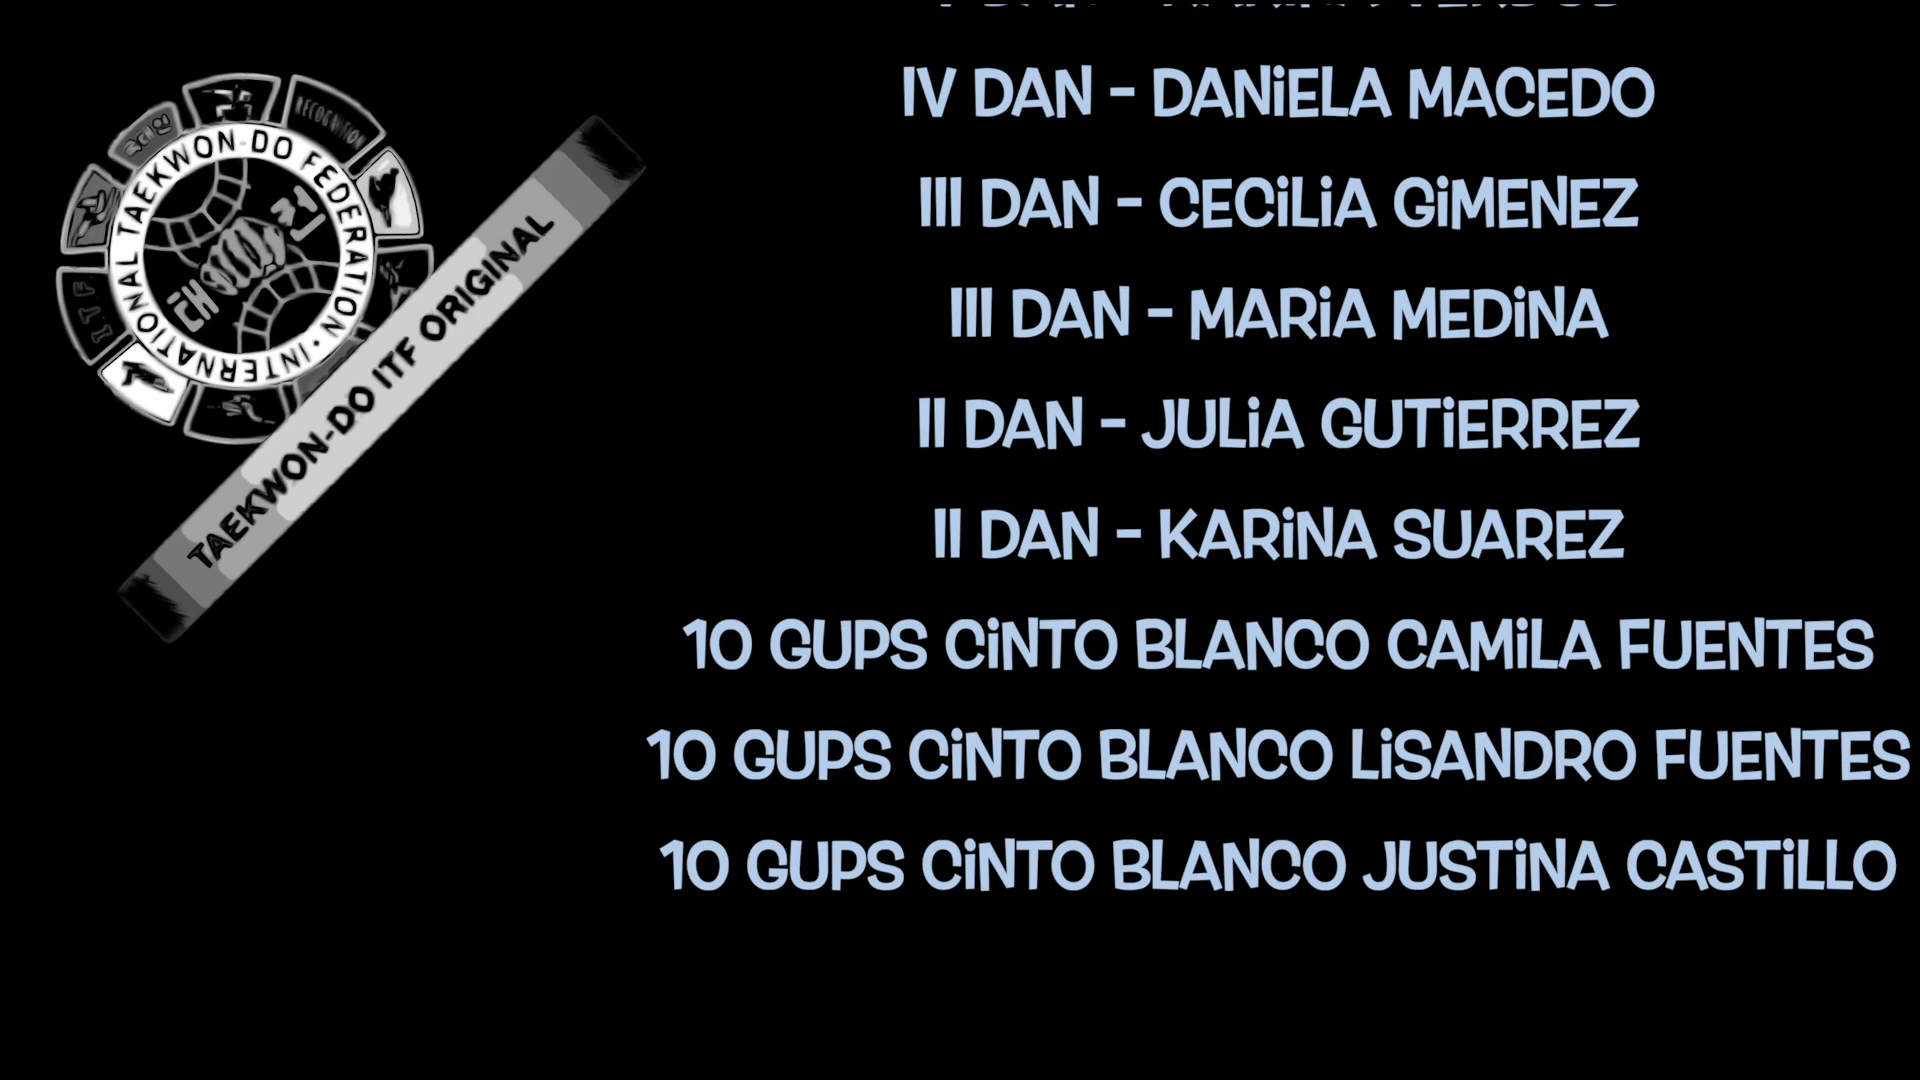 IV DAN - DANIELA MACEDO
III DAN - CECILIA GIMENEZ
III DAN - MARIA MEDINA
II DAN - JULIA GUTIERREZ
II DAN - KARINA SUAREZ
10 GUPS CINTO BLANCO CAMILA FUENTES
10 GUPS CINTO BLANCO LISANDRO FUENTES
10 GUPS CINTO BLANCO JUSTINA CASTILLO
INTERNATIONAL TAEKWON-DO FEDERATION
RECOGNITION
ITF
TAEKWON-DO ITF ORIGINAL